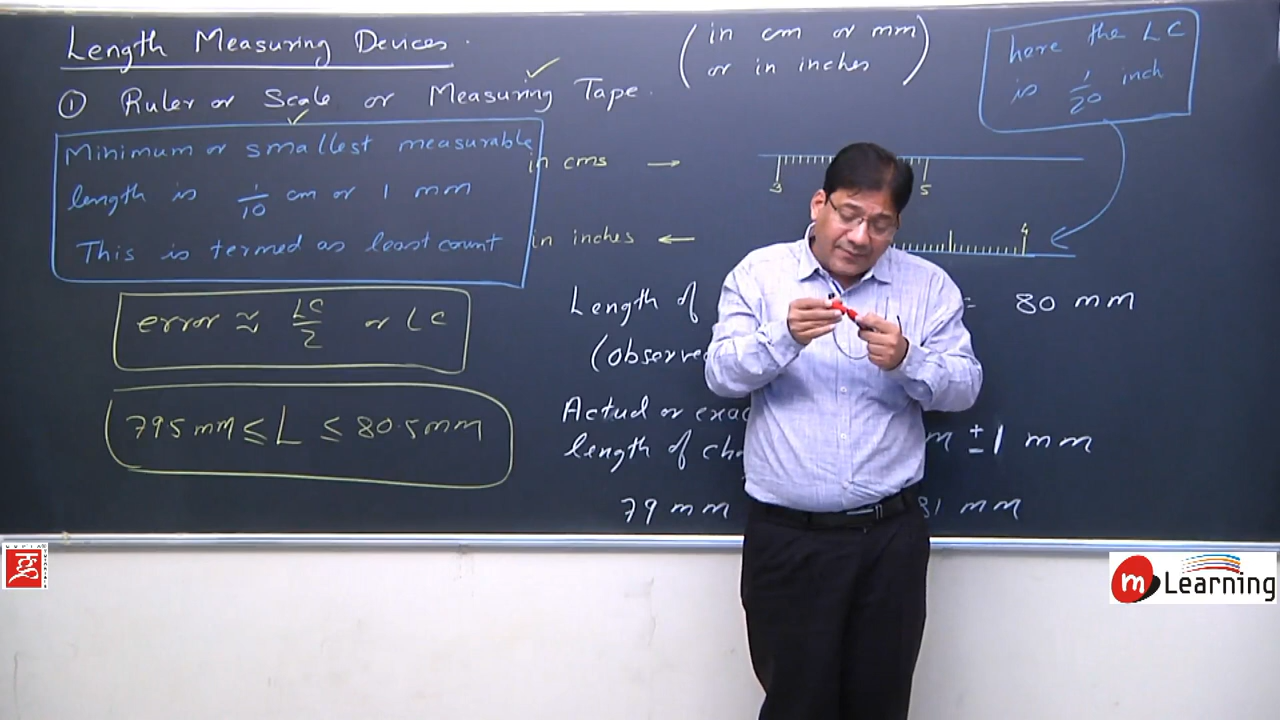 Length Measuring Devices.
(in cm or mm
or in inches)
here the LC
is 1/20 inch
① Ruler or Scale or Measuring Tape.
Minimum or smallest measurable
length is 1/10 cm or 1 mm
This is termed as least count
in cms →
3 5
in inches ←
4
error ≈ LC/2 or LC
79.5 mm ≤ L ≤ 80.5 mm
Length of = 80 mm
(observed
Actual or
length of ± 1 mm
79 mm 81 mm
m Learning